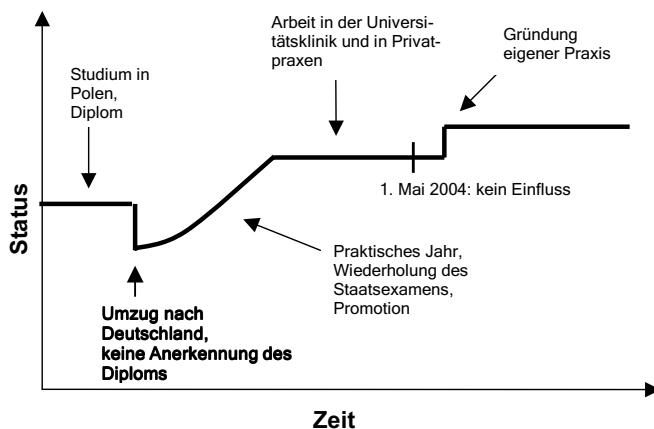 Arbeit in der Universi-
tätsklinik und in Privat-
praxen
Gründung
eigener Praxis
Studium in
Polen,
Diplom
1. Mai 2004: kein Einfluss
Status
Praktisches Jahr,
Wiederholung des
Staatsexamens,
Promotion
Umzug nach
Deutschland,
keine Anerkennung des
Diploms
Zeit